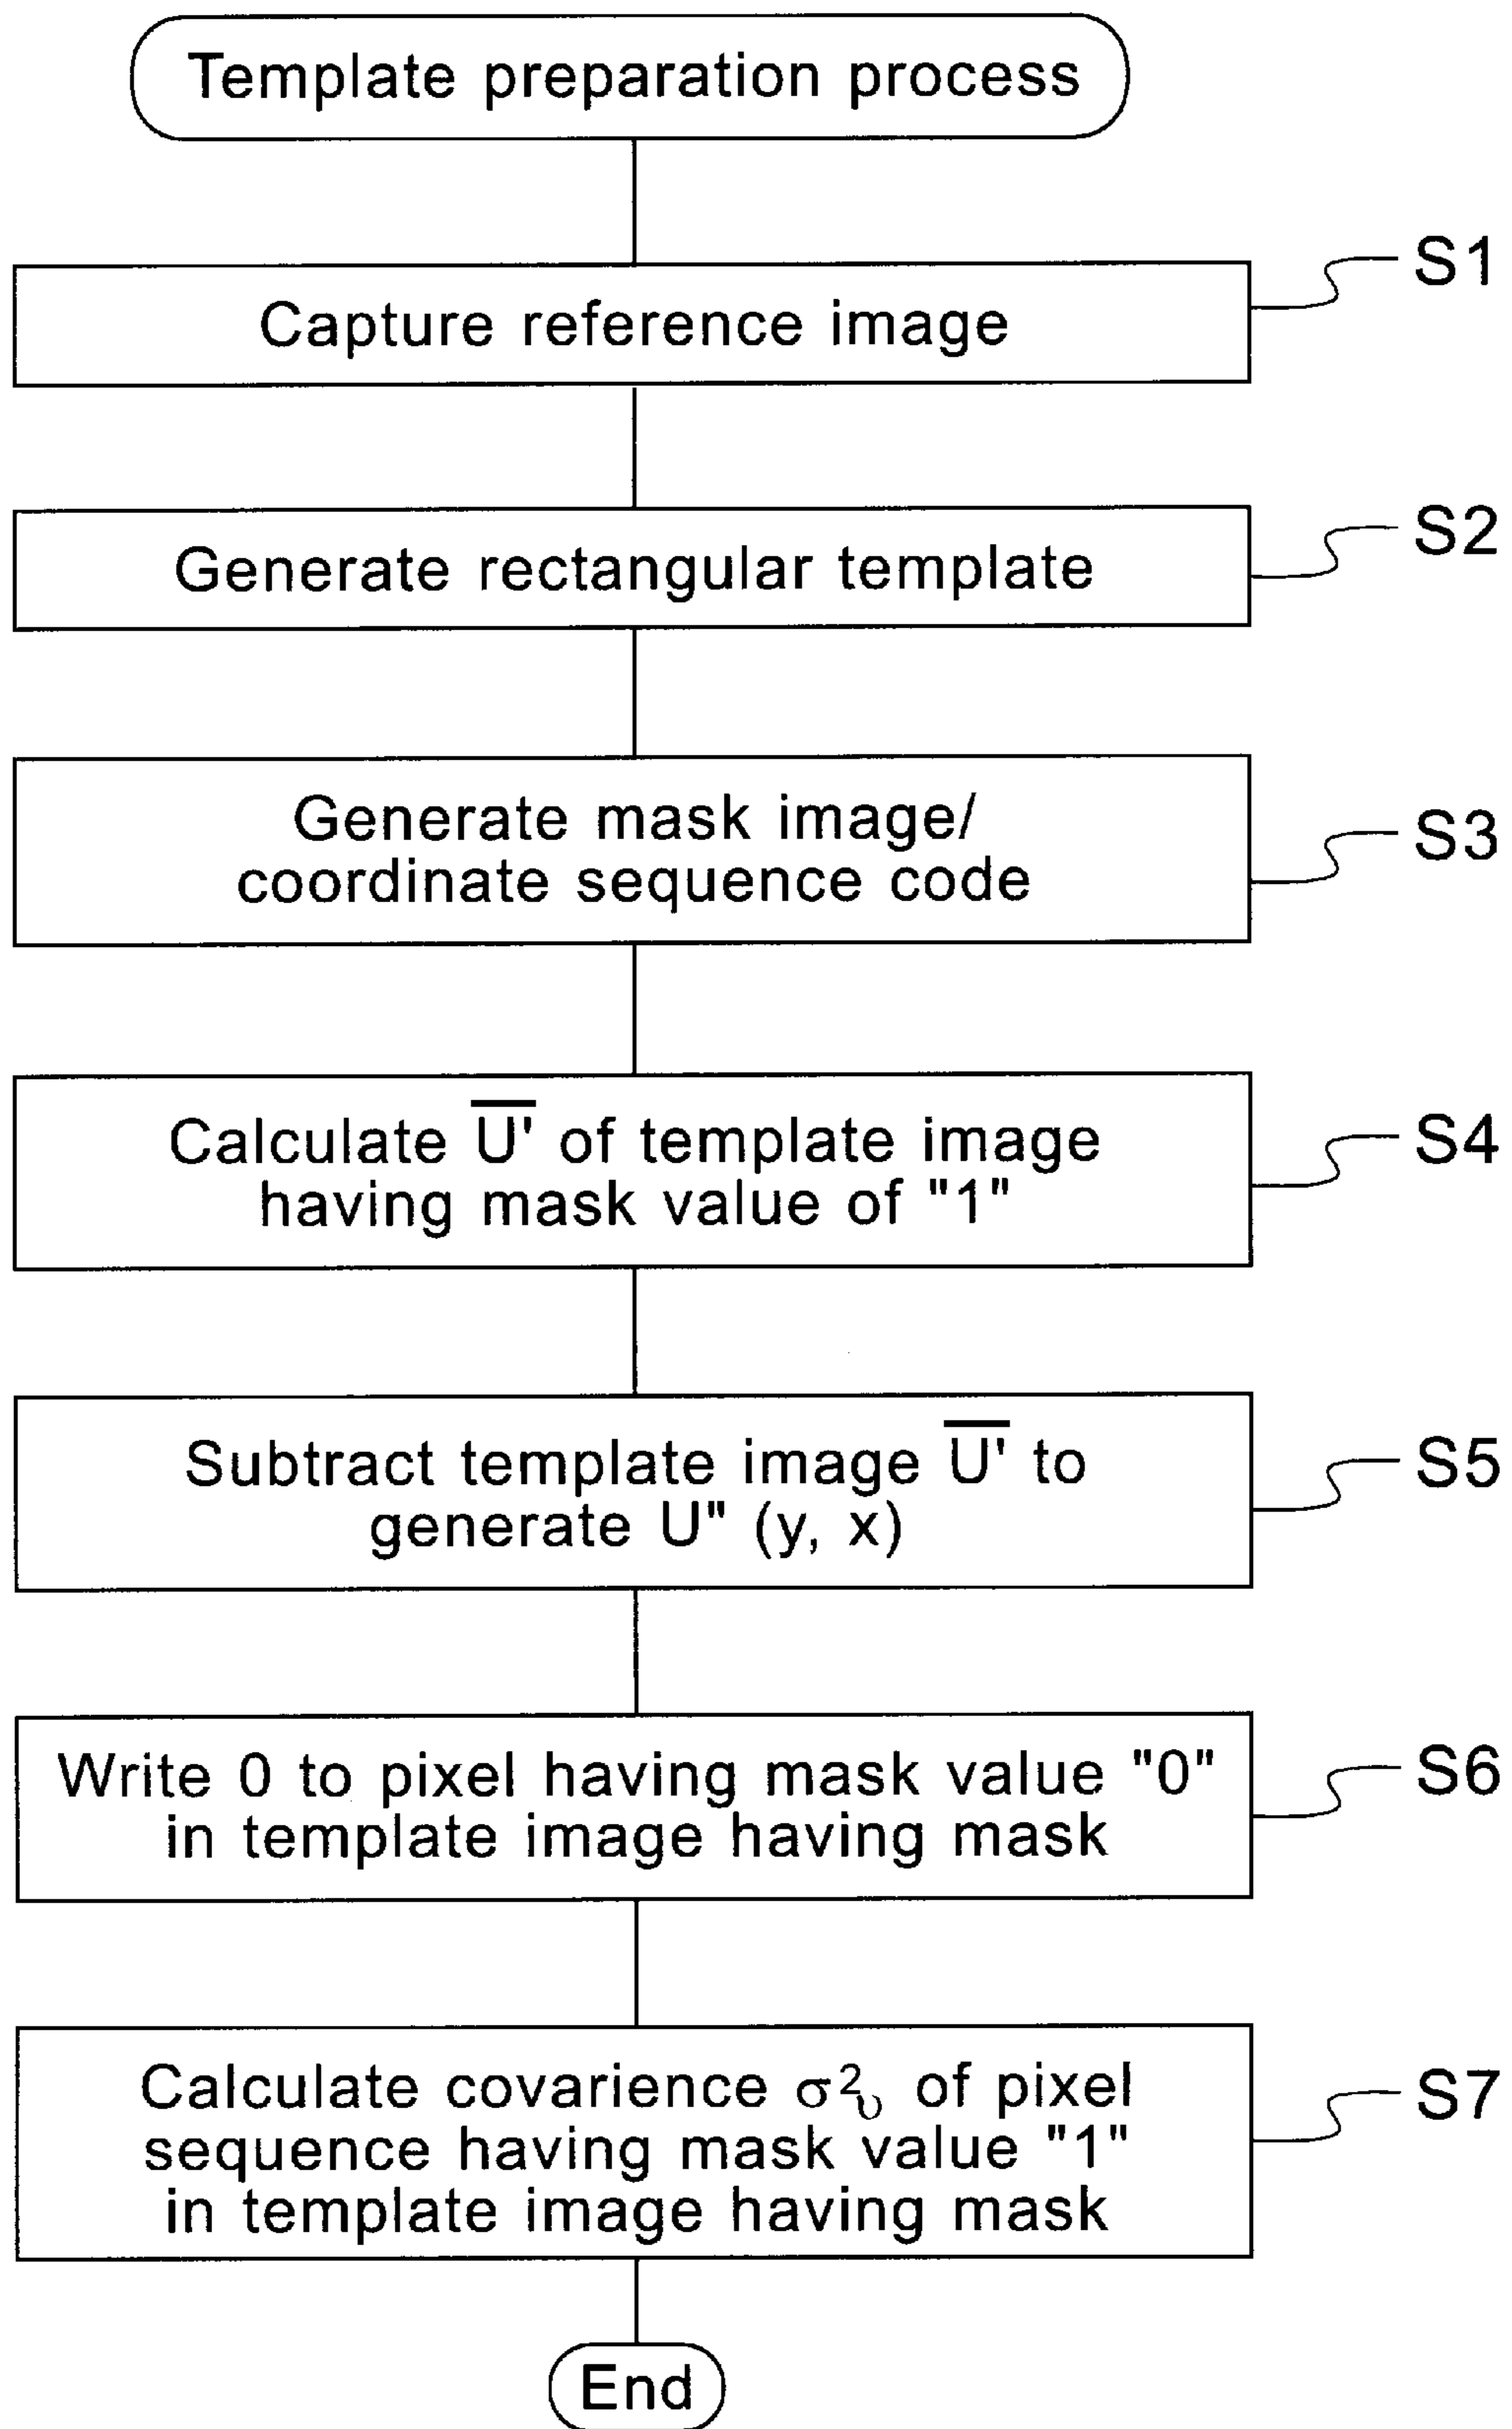 Template preparation process
S1
Capture reference image
S2
Generate rectangular template
S3
Generate mask image/
coordinate sequence code
S4
Calculate U̅'̅ of template image
having mask value of "1"
S5
Subtract template image U̅'̅ to
generate U" (y, x)
S6
Write 0 to pixel having mask value "0"
in template image having mask
S7
Calculate covarience σ²υ of pixel
sequence having mask value "1"
in template image having mask
End